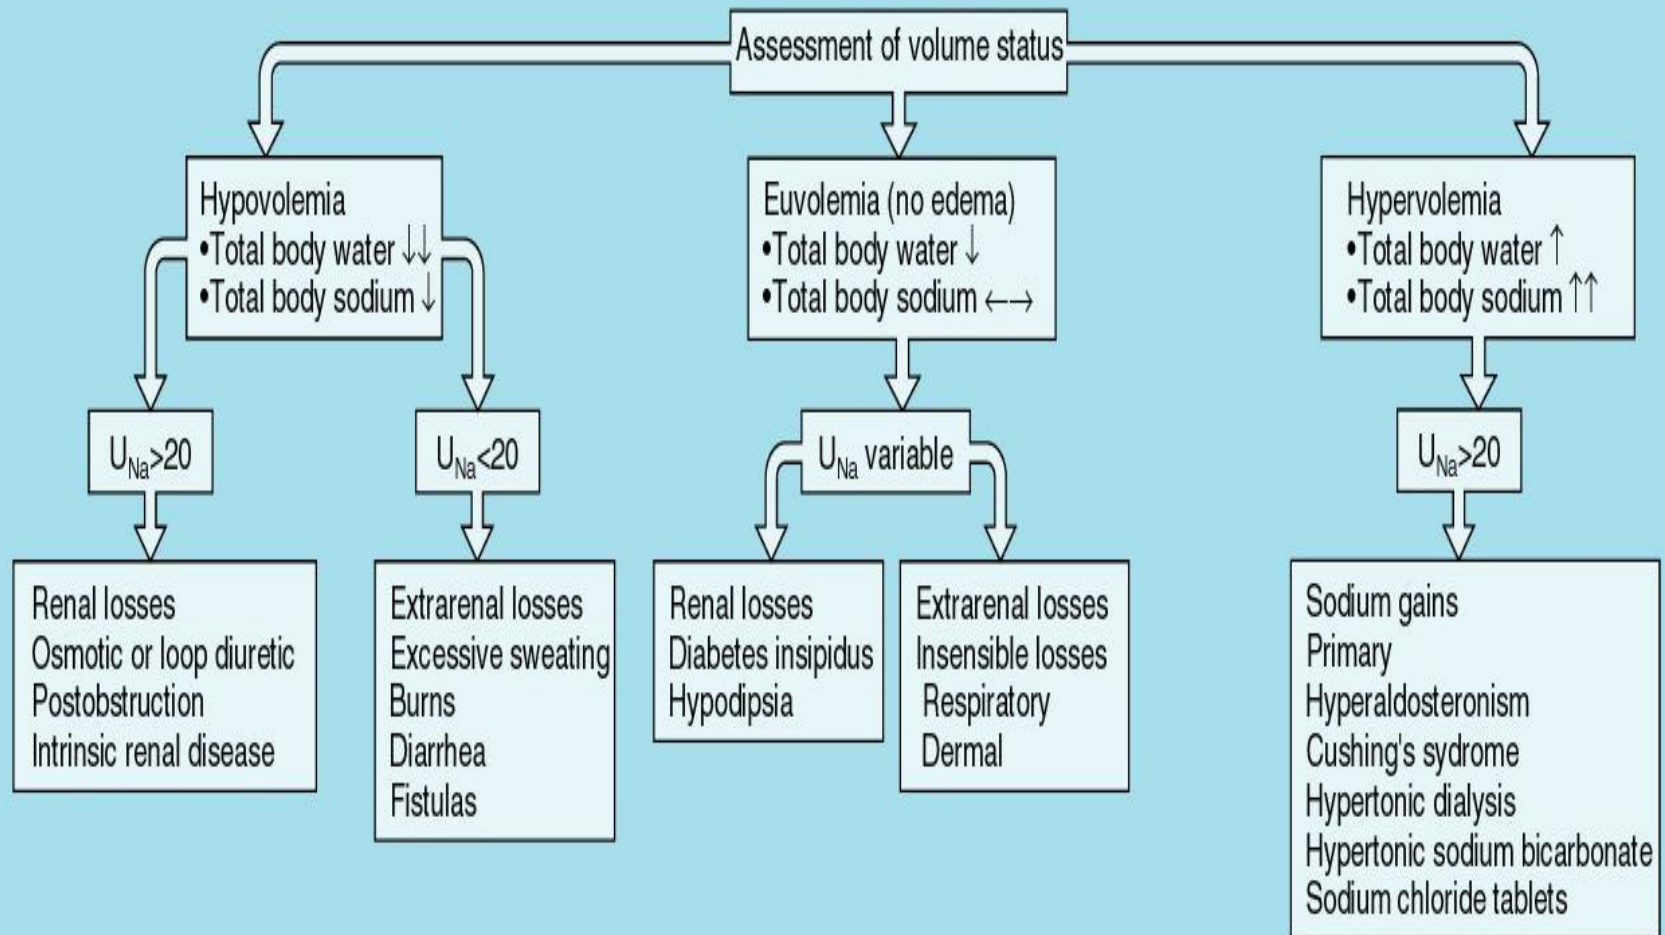 Assessment of volume status
Hypovolemia
•Total body water ↓↓
•Total body sodium ↓
Euvolemia (no edema)
•Total body water ↓
•Total body sodium ←→
Hypervolemia
•Total body water ↑
•Total body sodium ↑↑
UNa>20
UNa<20
UNa variable
UNa>20
Renal losses
Osmotic or loop diuretic
Postobstruction
Intrinsic renal disease
Extrarenal losses
Excessive sweating
Burns
Diarrhea
Fistulas
Renal losses
Diabetes insipidus
Hypodipsia
Extrarenal losses
Insensible losses
Respiratory
Dermal
Sodium gains
Primary
Hyperaldosteronism
Cushing's sydrome
Hypertonic dialysis
Hypertonic sodium bicarbonate
Sodium chloride tablets